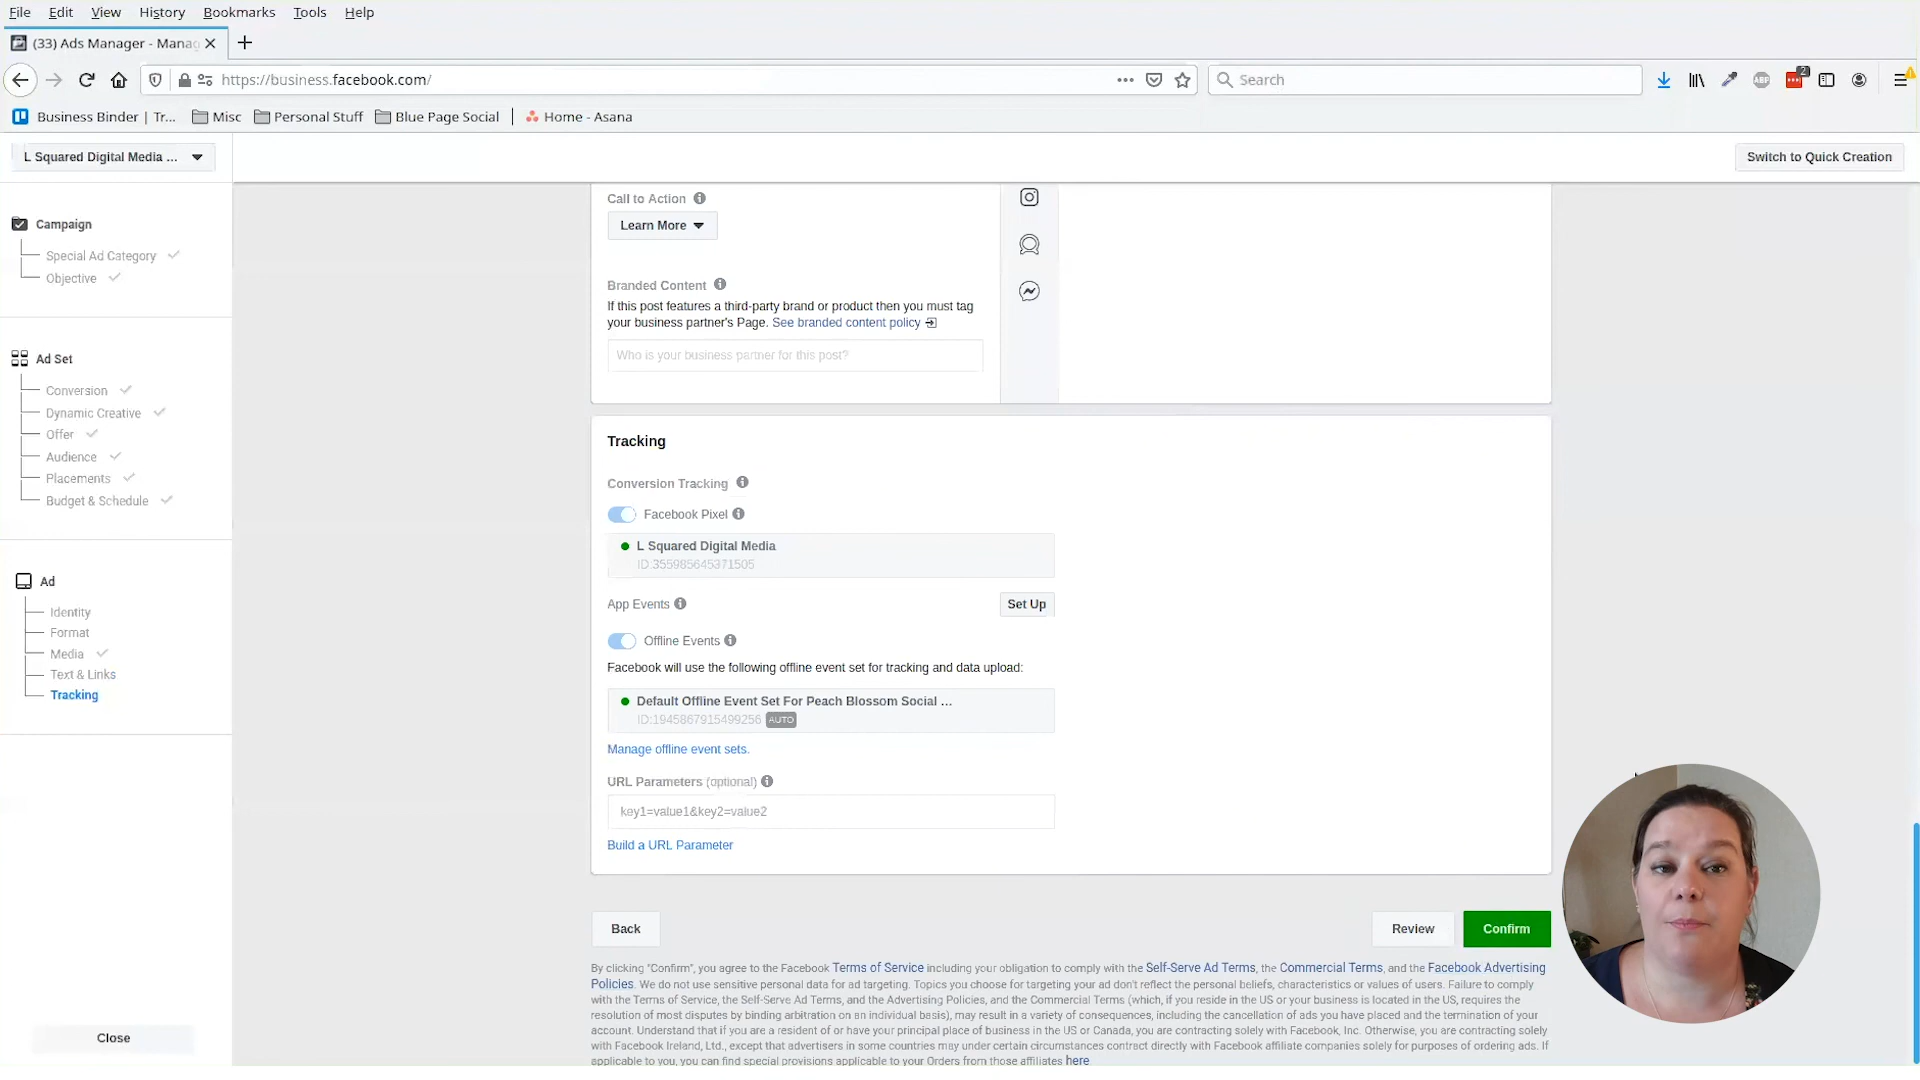 File Edit View History Bookmarks Tools Help
(33) Ads Manager - Manag
https://business.facebook.com/
Search
2
ABP
Business Binder | Tr... Misc Personal Stuff Blue Page Social Home - Asana
L Squared Digital Media ...
Switch to Quick Creation
Campaign
Special Ad Category
Objective
Ad Set
Conversion
Dynamic Creative
Offer
Audience
Placements
Budget & Schedule
Ad
Identity
Format
Media
Text & Links
Tracking
Close
Call to Action
Learn More
Branded Content
If this post features a third-party brand or product then you must tag
your business partner's Page. See branded content policy
Who is your business partner for this post?
Tracking
Conversion Tracking
Facebook Pixel
L Squared Digital Media
ID:355985645371505
App Events
Set Up
Offline Events
Facebook will use the following offline event set for tracking and data upload:
Default Offline Event Set For Peach Blossom Social ...
ID:1945867915499256 AUTO
Manage offline event sets.
URL Parameters (optional)
key1=value1&key2=value2
Build a URL Parameter
Back
Review
Confirm
By clicking "Confirm", you agree to the Facebook Terms of Service including your obligation to comply with the Self-Serve Ad Terms, the Commercial Terms, and the Facebook Advertising
Policies. We do not use sensitive personal data for ad targeting. Topics you choose for targeting your ad don't reflect the personal beliefs, characteristics or values of users. Failure to comply
with the Terms of Service, the Self-Serve Ad Terms, and the Advertising Policies, and the Commercial Terms (which, if you reside in the US or your business is located in the US, requires the
resolution of most disputes by binding arbitration on an individual basis), may result in a variety of consequences, including the cancellation of ads you have placed and the termination of your
account. Understand that if you are a resident of or have your principal place of business in the US or Canada, you are contracting solely with Facebook, Inc. Otherwise, you are contracting solely
with Facebook Ireland, Ltd., except that advertisers in some countries may under certain circumstances contract directly with Facebook affiliate companies solely for purposes of ordering ads. If
applicable to you, you can find special provisions applicable to your Orders from those affiliates here